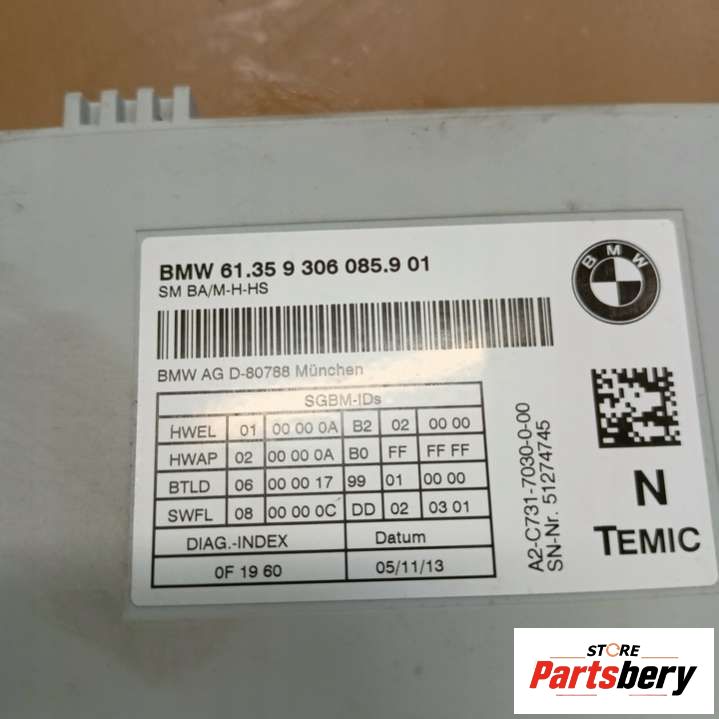 BMW 61.35 9 306 085.9 01
SM BA/M-H-HS
BMW
BMW AG D-80788 München
SGBM-IDs
HWEL 01 00 00 0A B2 02 00 00
HWAP 02 00 00 0A B0 FF FF FF
BTLD 06 00 00 17 99 01 00 00
SWFL 08 00 00 0C DD 02 03 01
DIAG.-INDEX Datum
0F 19 60 05/11/13
A2-C731-7030-0-00
SN-Nr. 51274745
N
TEMIC
STORE
Partsbery